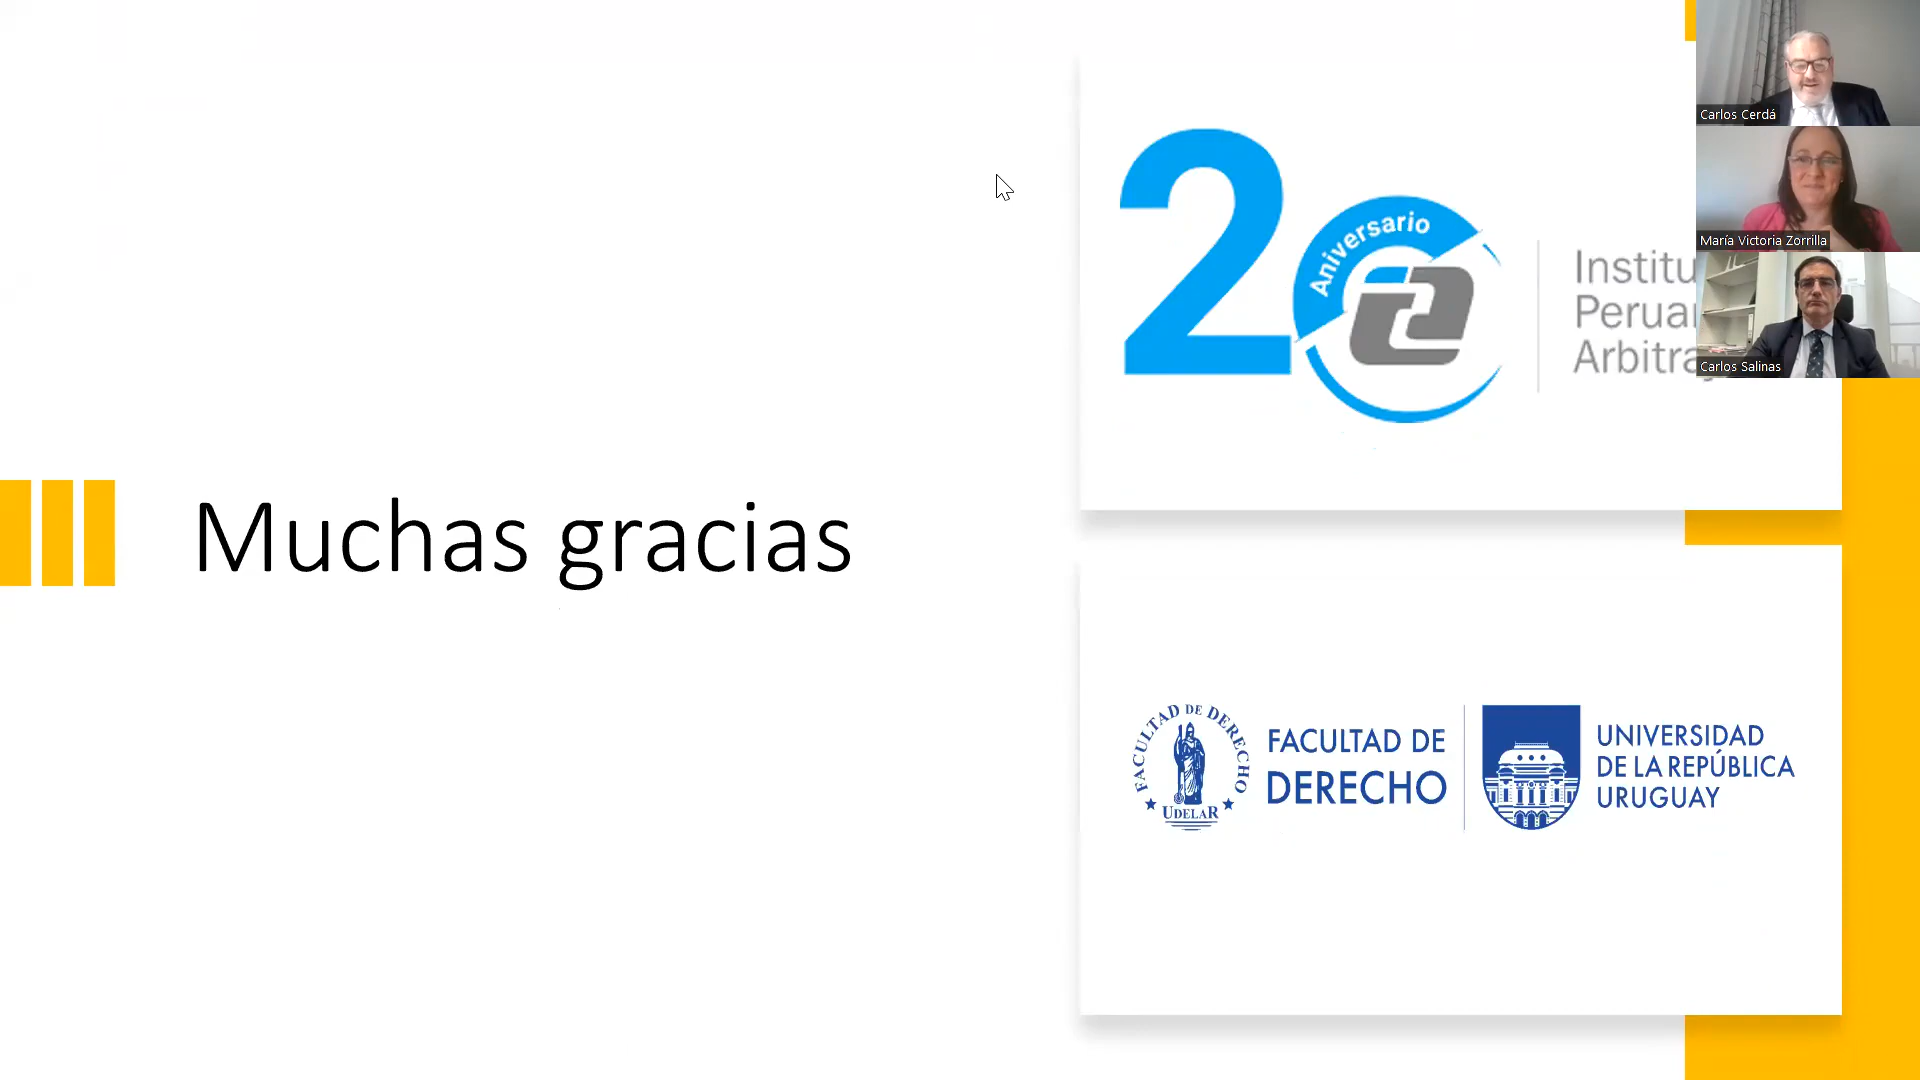 Muchas gracias
20
Aniversario
Institu
Perua
Arbitra
FACULTAD DE DERECHO
UDELAR
FACULTAD DE
DERECHO
UNIVERSIDAD
DE LA REPÚBLICA
URUGUAY
Carlos Cerdá
María Victoria Zorrilla
Carlos Salinas